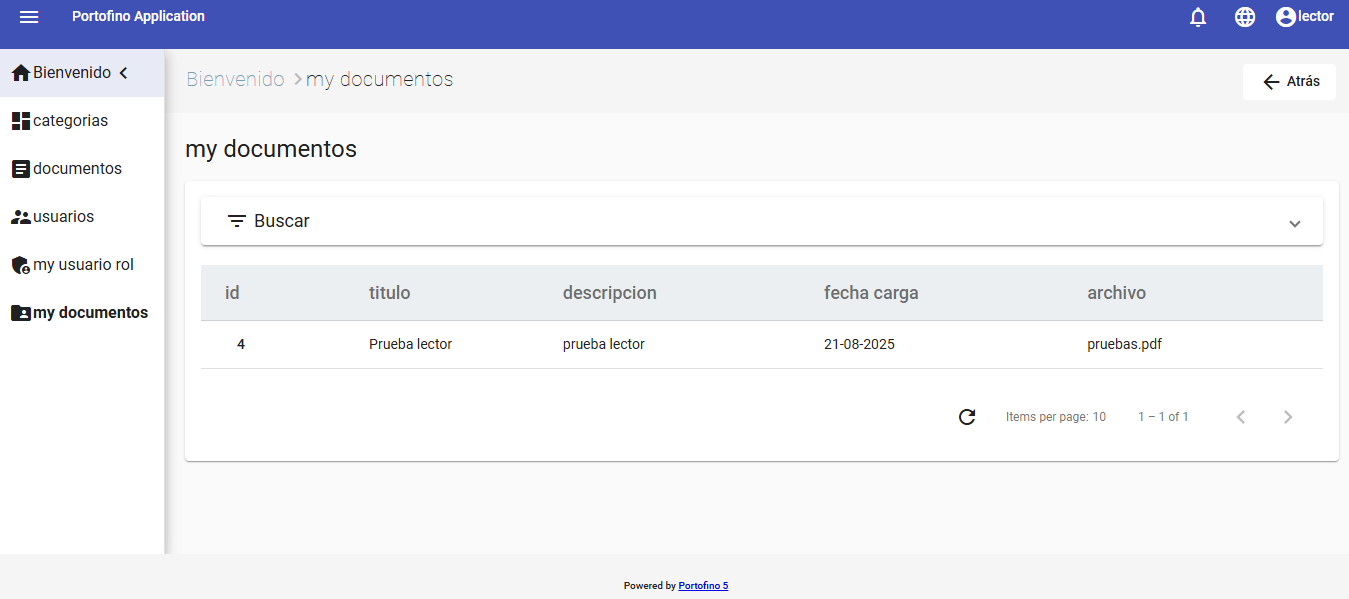 Portofino Application
lector
Bienvenido
categorias
documentos
usuarios
my usuario rol
my documentos
Bienvenido my documentos
Atrás
my documentos
Buscar
id titulo descripcion fecha carga archivo
4 Prueba lector prueba lector 21-08-2025 pruebas.pdf
Items per page: 10 1 – 1 of 1
Powered by Portofino 5